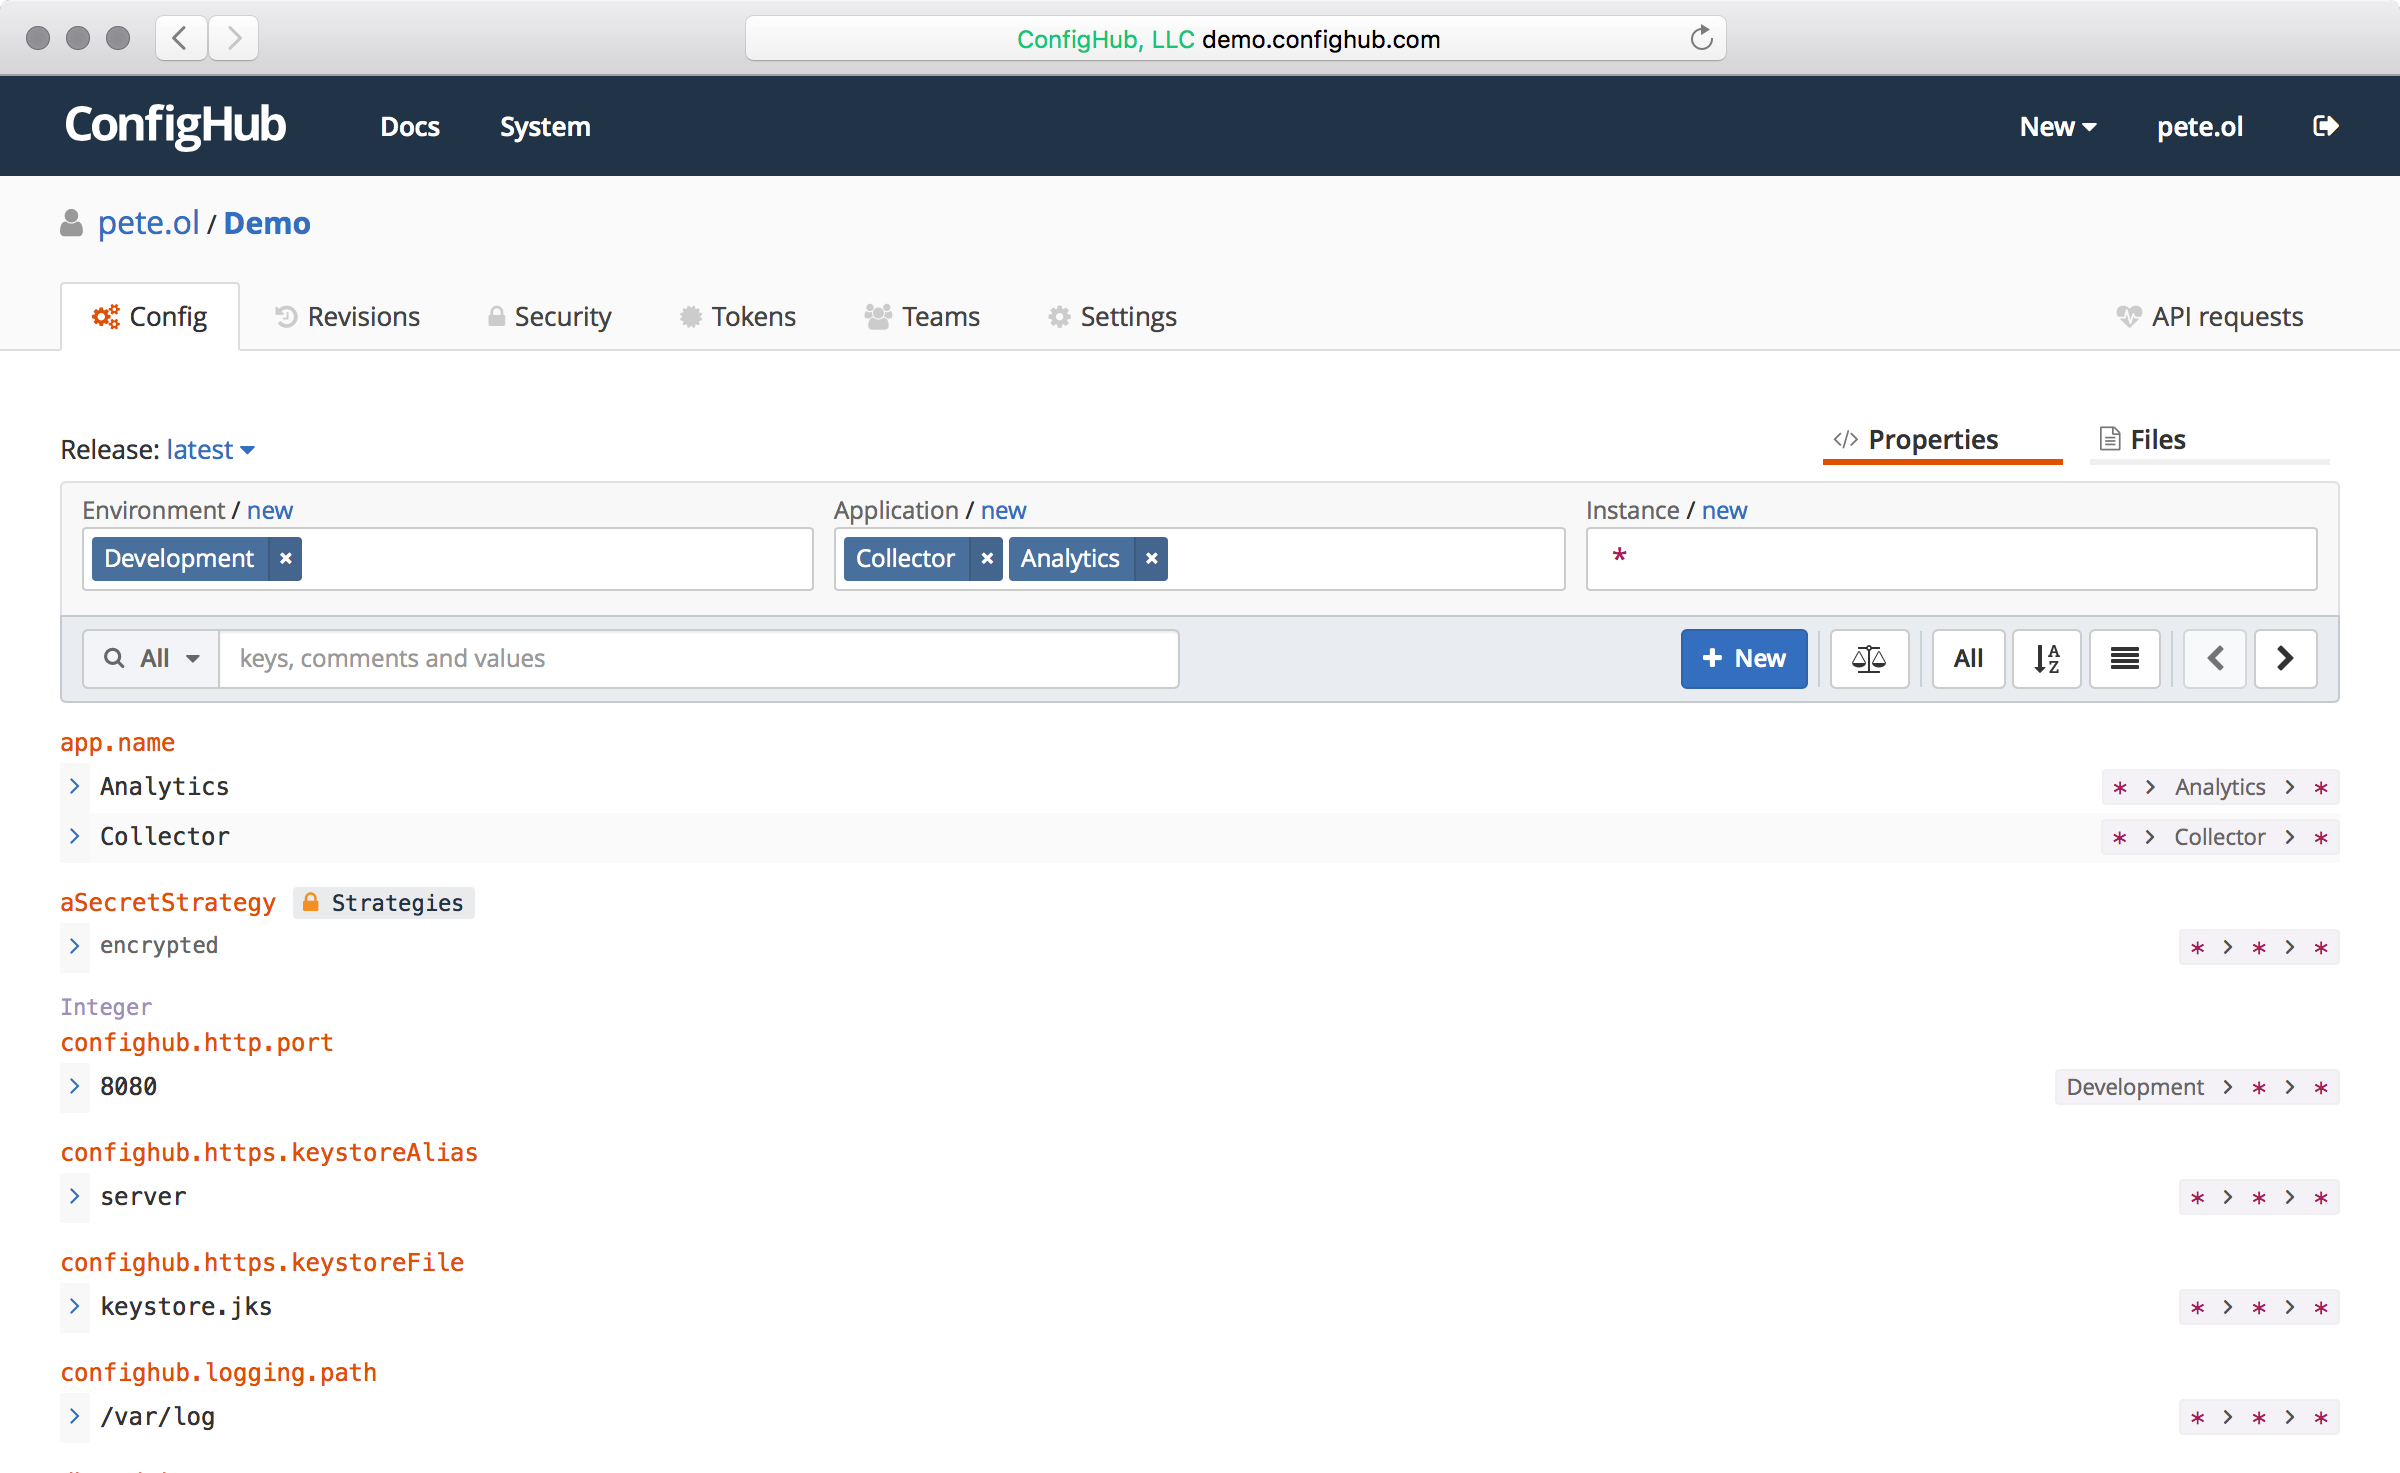 ConfigHub, LLC demo.confighub.com
ConfigHub Docs System New pete.ol
pete.ol / Demo
Config Revisions Security Tokens Teams Settings API requests
Release: latest Properties Files
Environment / new Application / new Instance / new
Development × Collector × Analytics × *
All keys, comments and values + New All A Z
app.name
Analytics * > Analytics > *
Collector * > Collector > *
aSecretStrategy Strategies
encrypted * > * > *
Integer
confighub.http.port
8080 Development > * > *
confighub.https.keystoreAlias
server * > * > *
confighub.https.keystoreFile
keystore.jks * > * > *
confighub.logging.path
/var/log * > * > *